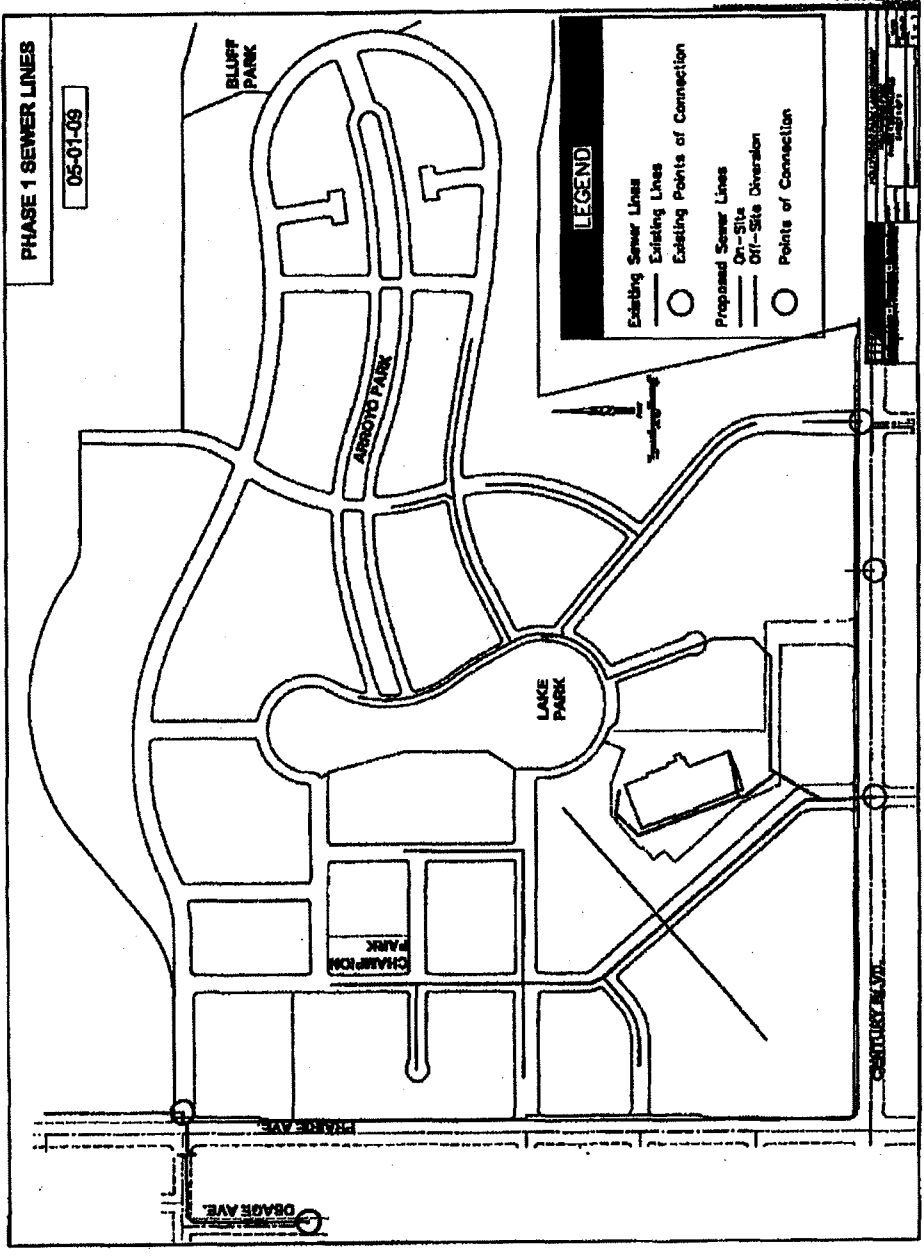 PHASE 1 SEWER LINES
05-01-09
BLUFF
PARK
ARROYO PARK
LAKE
PARK
CHAMPION
PARK
PRAIRIE AVE.
OSAGE AVE.
CENTURY BLVD.
LEGEND
Existing Sewer Lines
Existing Lines
Existing Points of Connection
Proposed Sewer Lines
On-Site
Off-Site Diversion
Points of Connection